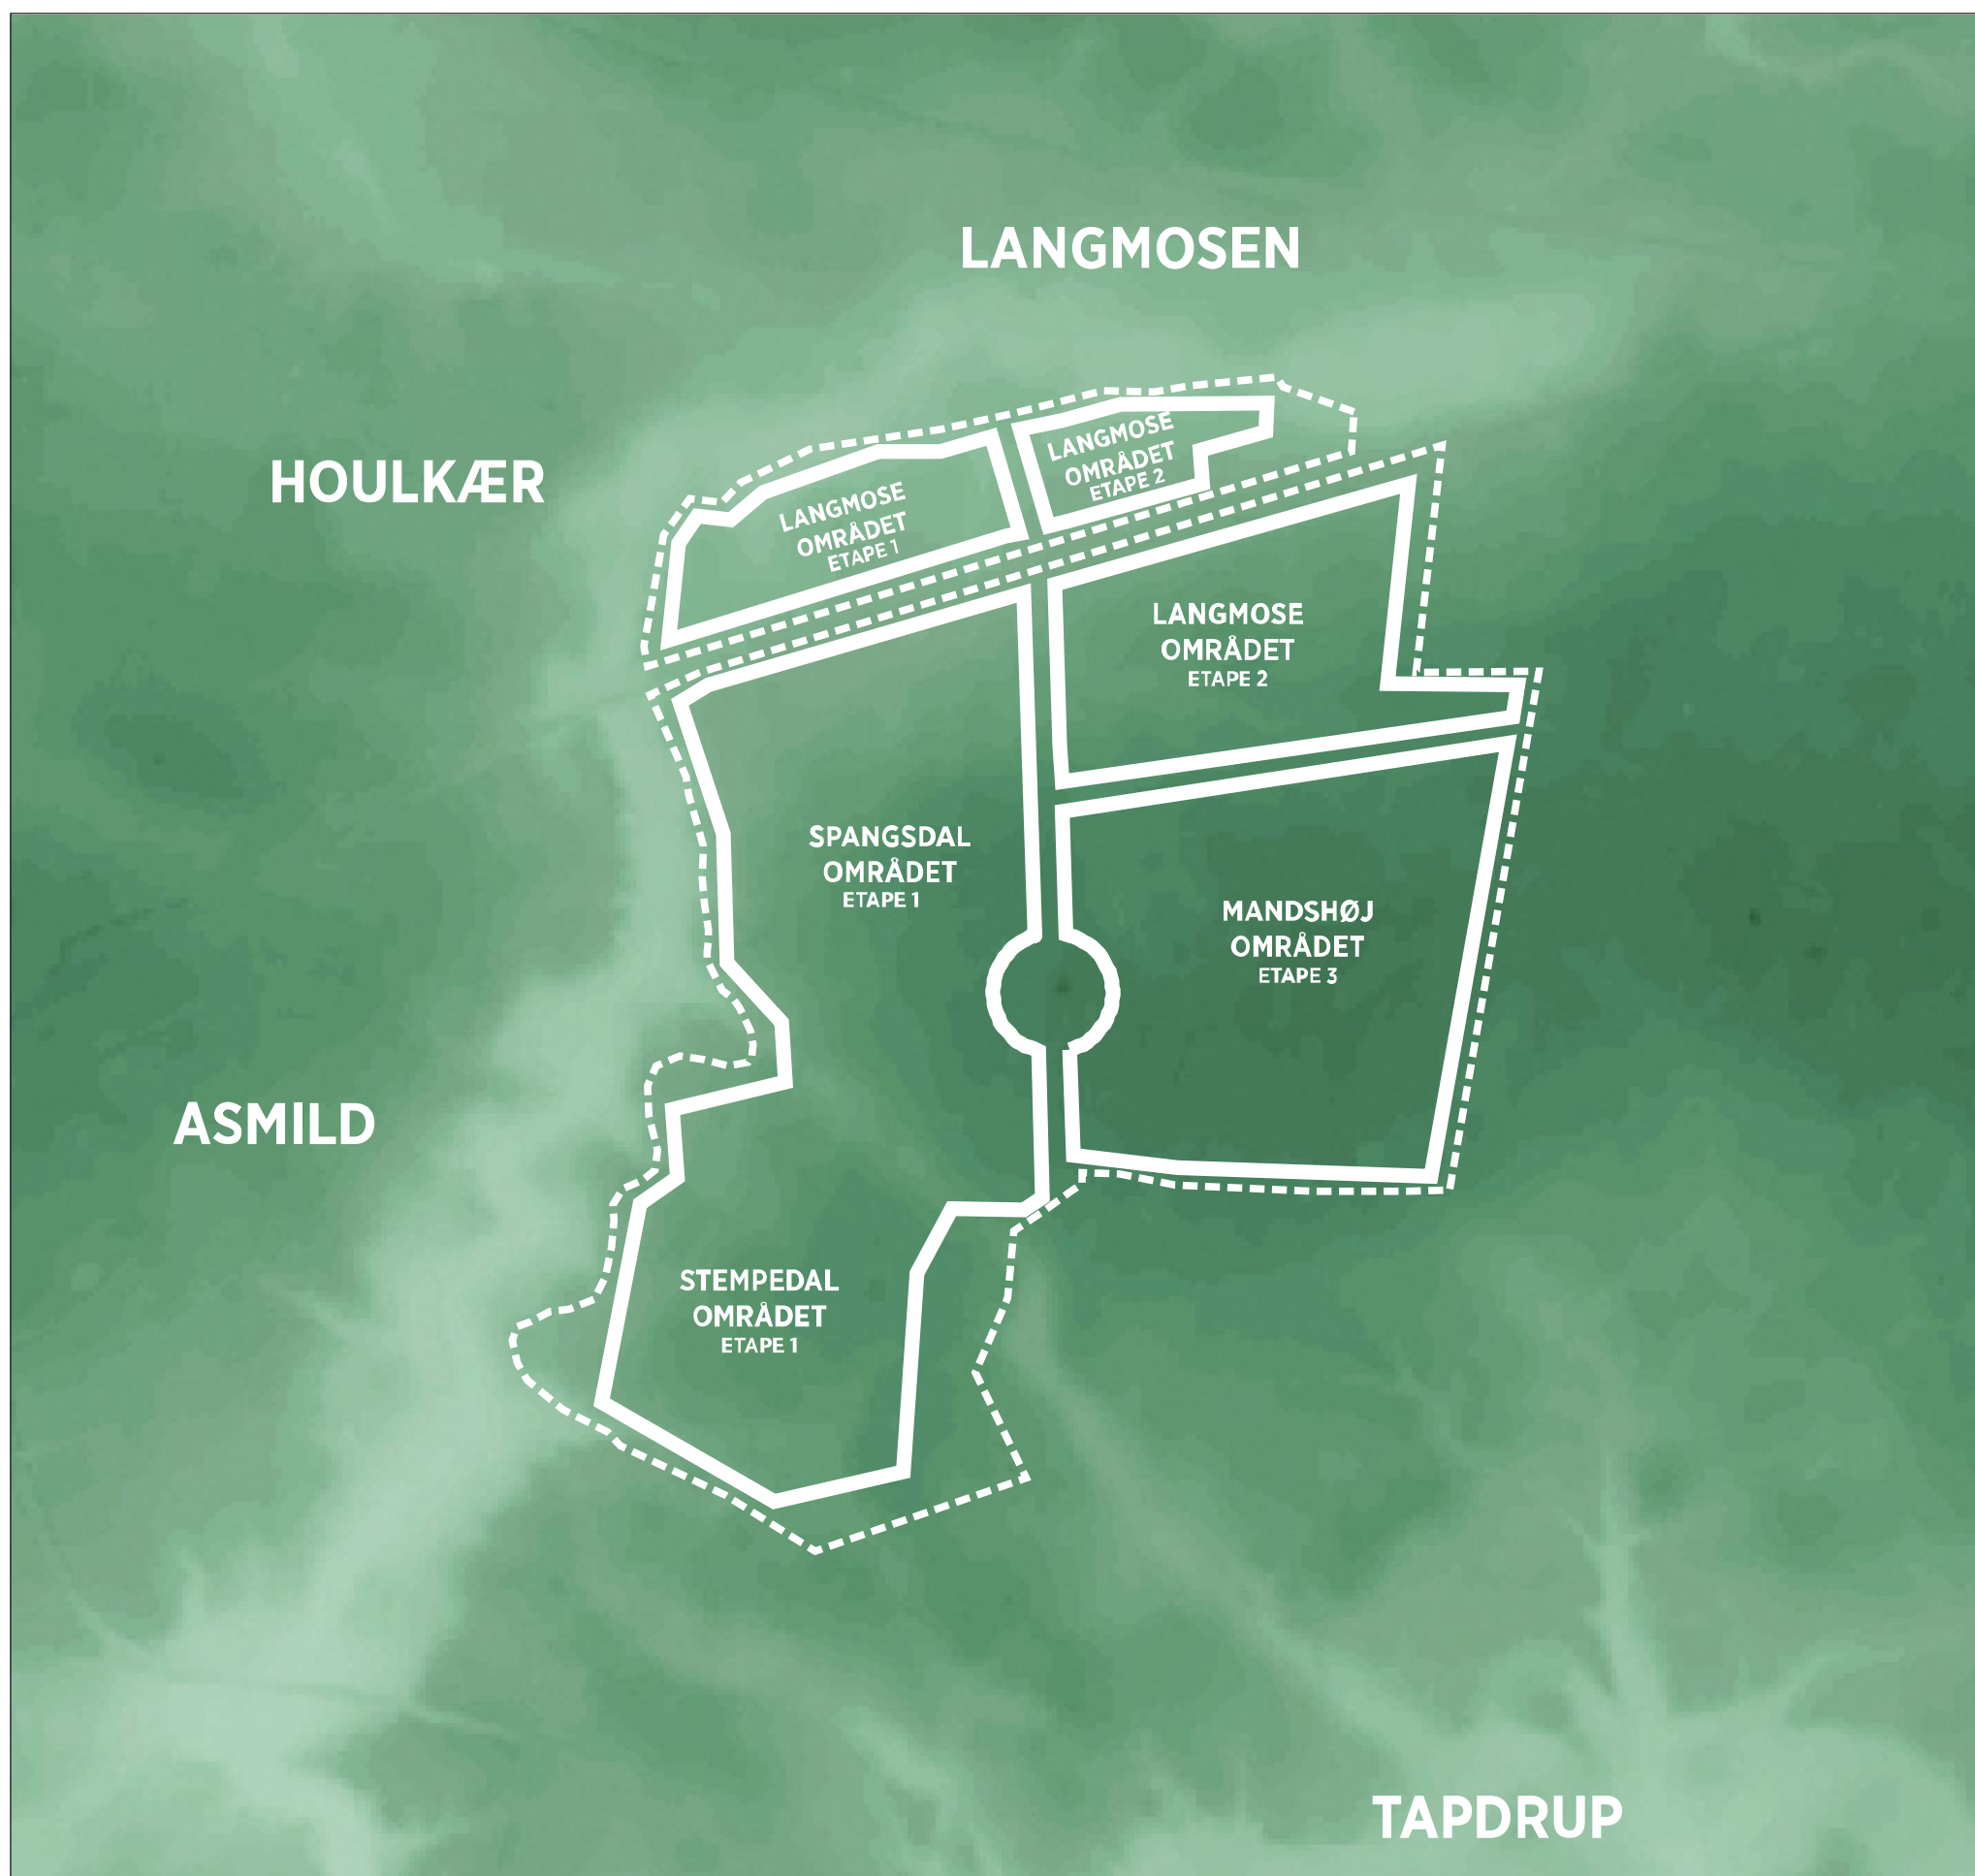 LANGMOSEN
HOULKÆR
LANGMOSE
OMRÅDET
ETAPE 2
LANGMOSE
OMRÅDET
ETAPE 1
LANGMOSE
OMRÅDET
ETAPE 2
SPANGSDAL
OMRÅDET
ETAPE 1
MANDSHØJ
OMRÅDET
ETAPE 3
ASMILD
STEMPEDAL
OMRÅDET
ETAPE 1
TAPDRUP